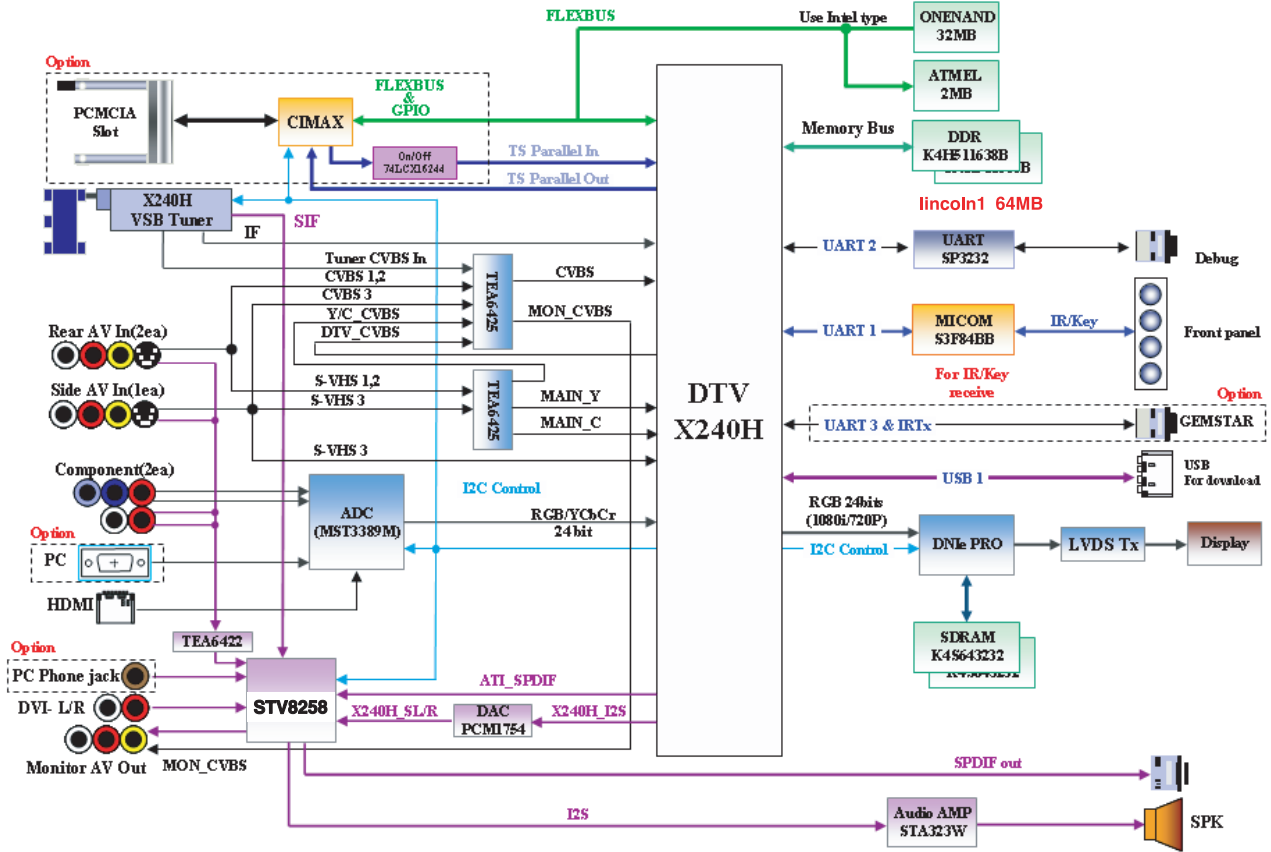 FLEXBUS
Use Intel type
ONENAND
32MB
Option
PCMCIA
Slot
CIMAX
FLEXBUS
&
GPIO
ATMEL
2MB
On/Off
74LCX16244
TS Parallel In
TS Parallel Out
Memory Bus
DDR
K4H511638B
lincoln1 64MB
X240H
VSB Tuner
SIF
IF
UART 2
UART
SP3232
Debug
Tuner CVBS In
CVBS 1,2
CVBS 3
Y/C_CVBS
DTV_CVBS
TEA6425
CVBS
MON_CVBS
Rear AV In(2ea)
UART 1
MICOM
S3F84BB
IR/Key
Front panel
For IR/Key
receive
Side AV In(1ea)
S-VHS 1,2
S-VHS 3
TEA6425
MAIN_Y
MAIN_C
S-VHS 3
DTV
X240H
Option
UART 3 & IRTx
GEMSTAR
Component(2ea)
ADC
(MST3389M)
I2C Control
RGB/YCbCr
24bit
USB 1
USB
For download
RGB 24bits
(1080i/720P)
I2C Control
DNIe PRO
LVDS Tx
Display
Option
PC
HDMI
SDRAM
K4S643232
TEA6422
Option
PC Phone jack
STV8258
DVI- L/R
ATI_SPDIF
X240H_SL/R
DAC
PCM1754
X240H_I2S
Monitor AV Out
MON_CVBS
SPDIF out
I2S
Audio AMP
STA323W
SPK